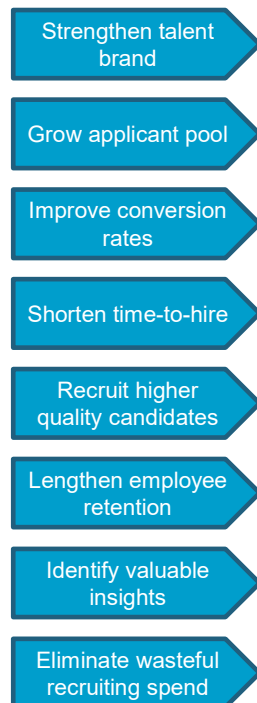 Strengthen talent
brand
Grow applicant pool
Improve conversion
rates
Shorten time-to-hire
Recruit higher
quality candidates
Lengthen employee
retention
Identify valuable
insights
Eliminate wasteful
recruiting spend